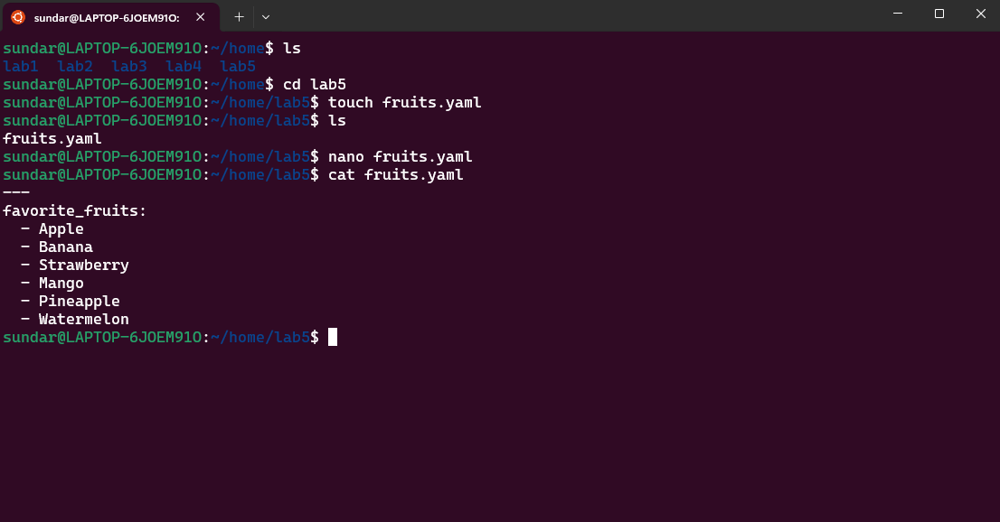 sundar@LAPTOP-6JOEM91O:
sundar@LAPTOP-6JOEM91O:~/home$ ls
lab1  lab2  lab3  lab4  lab5
sundar@LAPTOP-6JOEM91O:~/home$ cd lab5
sundar@LAPTOP-6JOEM91O:~/home/lab5$ touch fruits.yaml
sundar@LAPTOP-6JOEM91O:~/home/lab5$ ls
fruits.yaml
sundar@LAPTOP-6JOEM91O:~/home/lab5$ nano fruits.yaml
sundar@LAPTOP-6JOEM91O:~/home/lab5$ cat fruits.yaml
---
favorite_fruits:
  - Apple
  - Banana
  - Strawberry
  - Mango
  - Pineapple
  - Watermelon
sundar@LAPTOP-6JOEM91O:~/home/lab5$